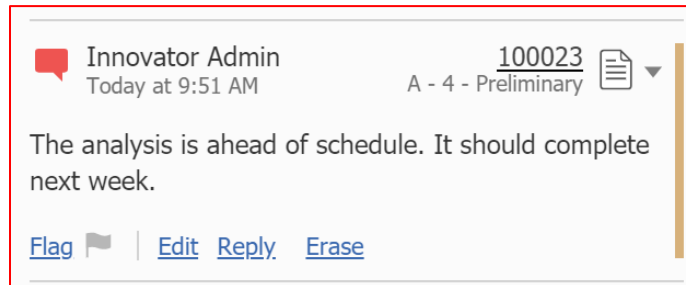 Innovator Admin 100023
Today at 9:51 AM A - 4 - Preliminary
The analysis is ahead of schedule. It should complete
next week.
Flag Edit Reply Erase